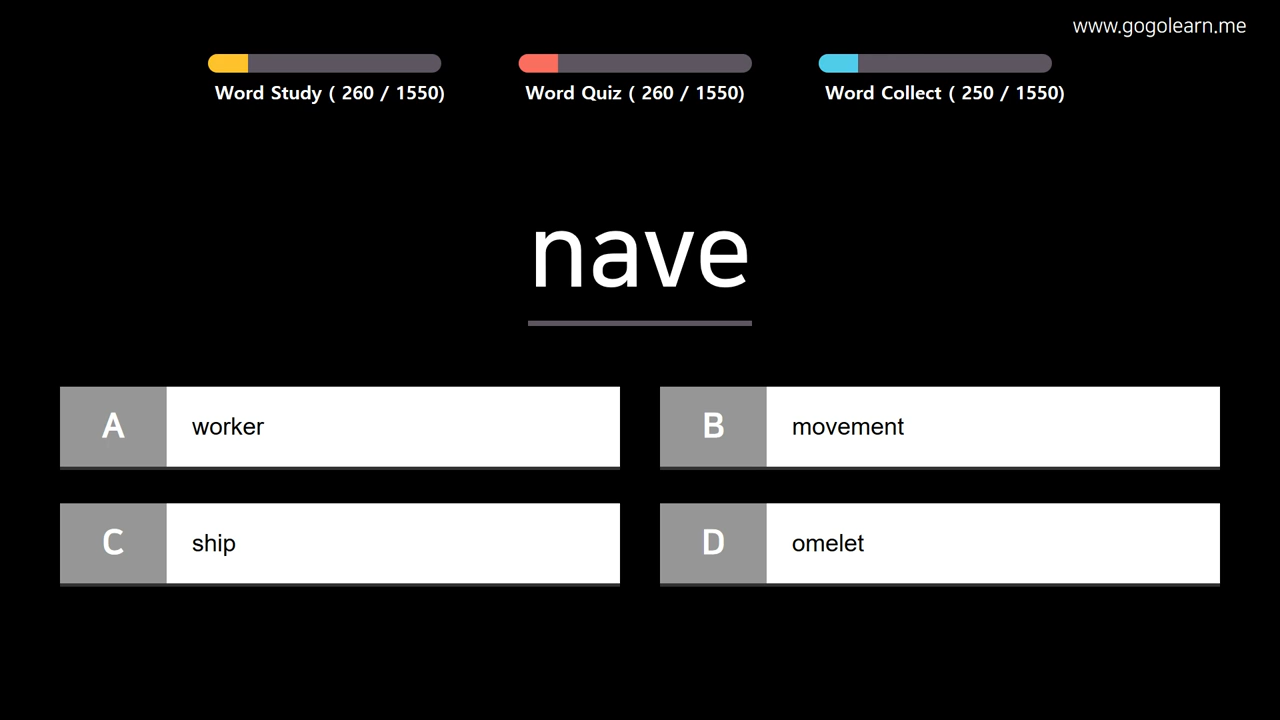 www.gogolearn.me
Word Study ( 260 / 1550)
Word Quiz ( 260 / 1550)
Word Collect ( 250 / 1550)
nave
A worker
B movement
C ship
D omelet